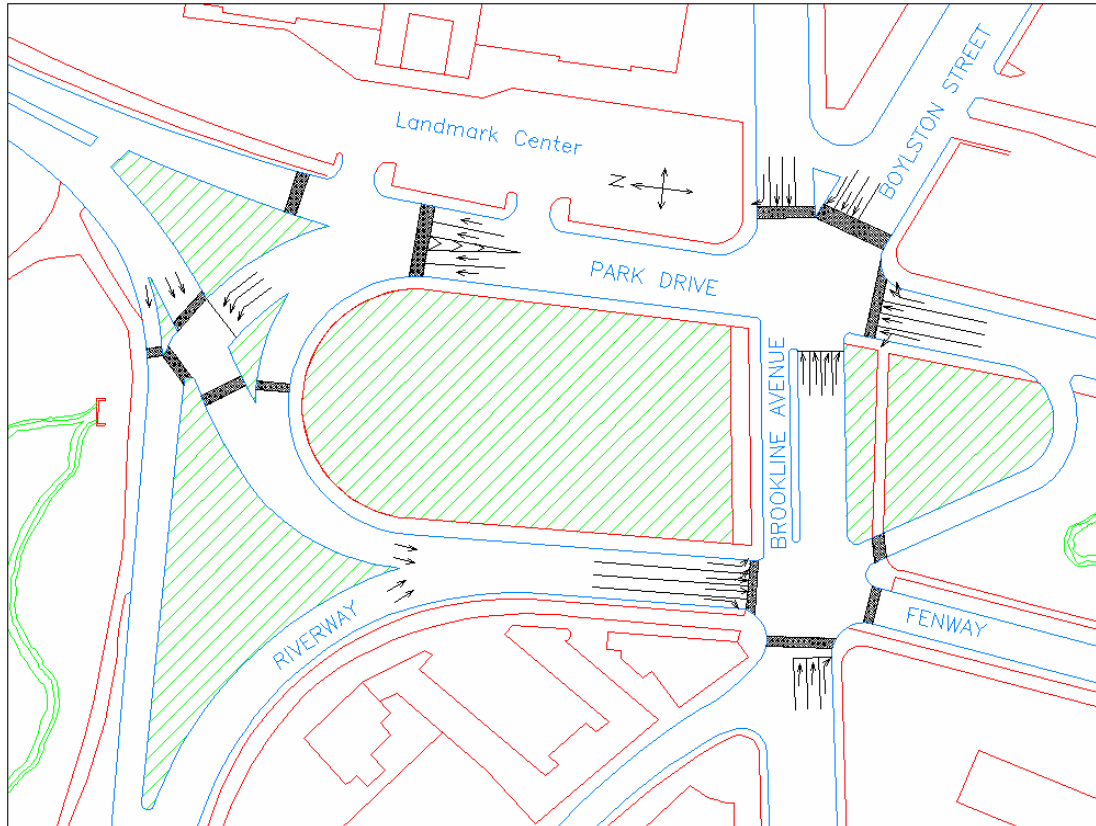 BOYLSTON STREET
Landmark Center
N
PARK DRIVE
BROOKLINE AVENUE
RIVERWAY
FENWAY